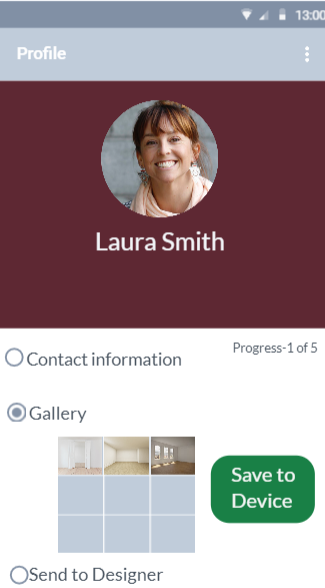 13:00
Profile
Laura Smith
Progress-1 of 5
Contact information
Gallery
Save to
Device
Send to Designer